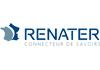 RENATER
CONNECTEUR DE SAVOIRS